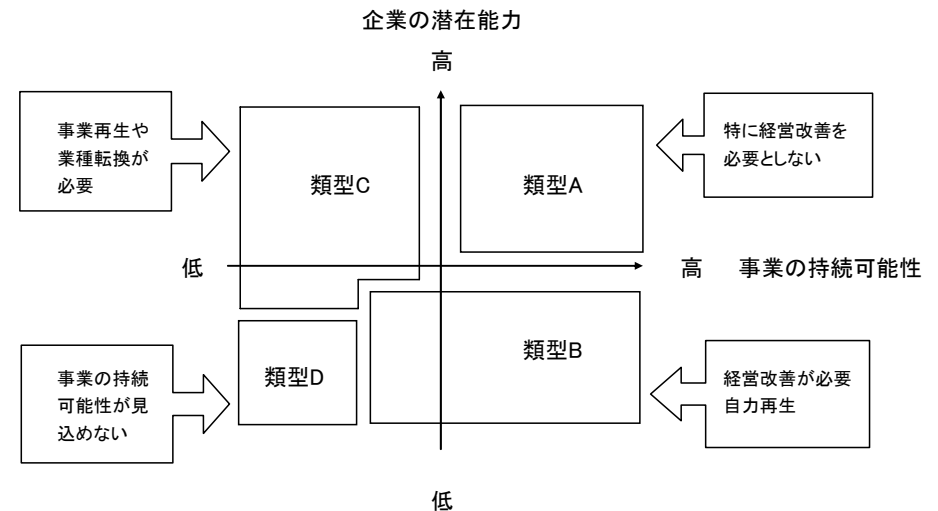 企業の潜在能力
高
事業再生や
業種転換が
必要
類型C
類型A
特に経営改善を
必要としない
低
高
事業の持続可能性
事業の持続
可能性が見
込めない
類型D
類型B
経営改善が必要
自力再生
低